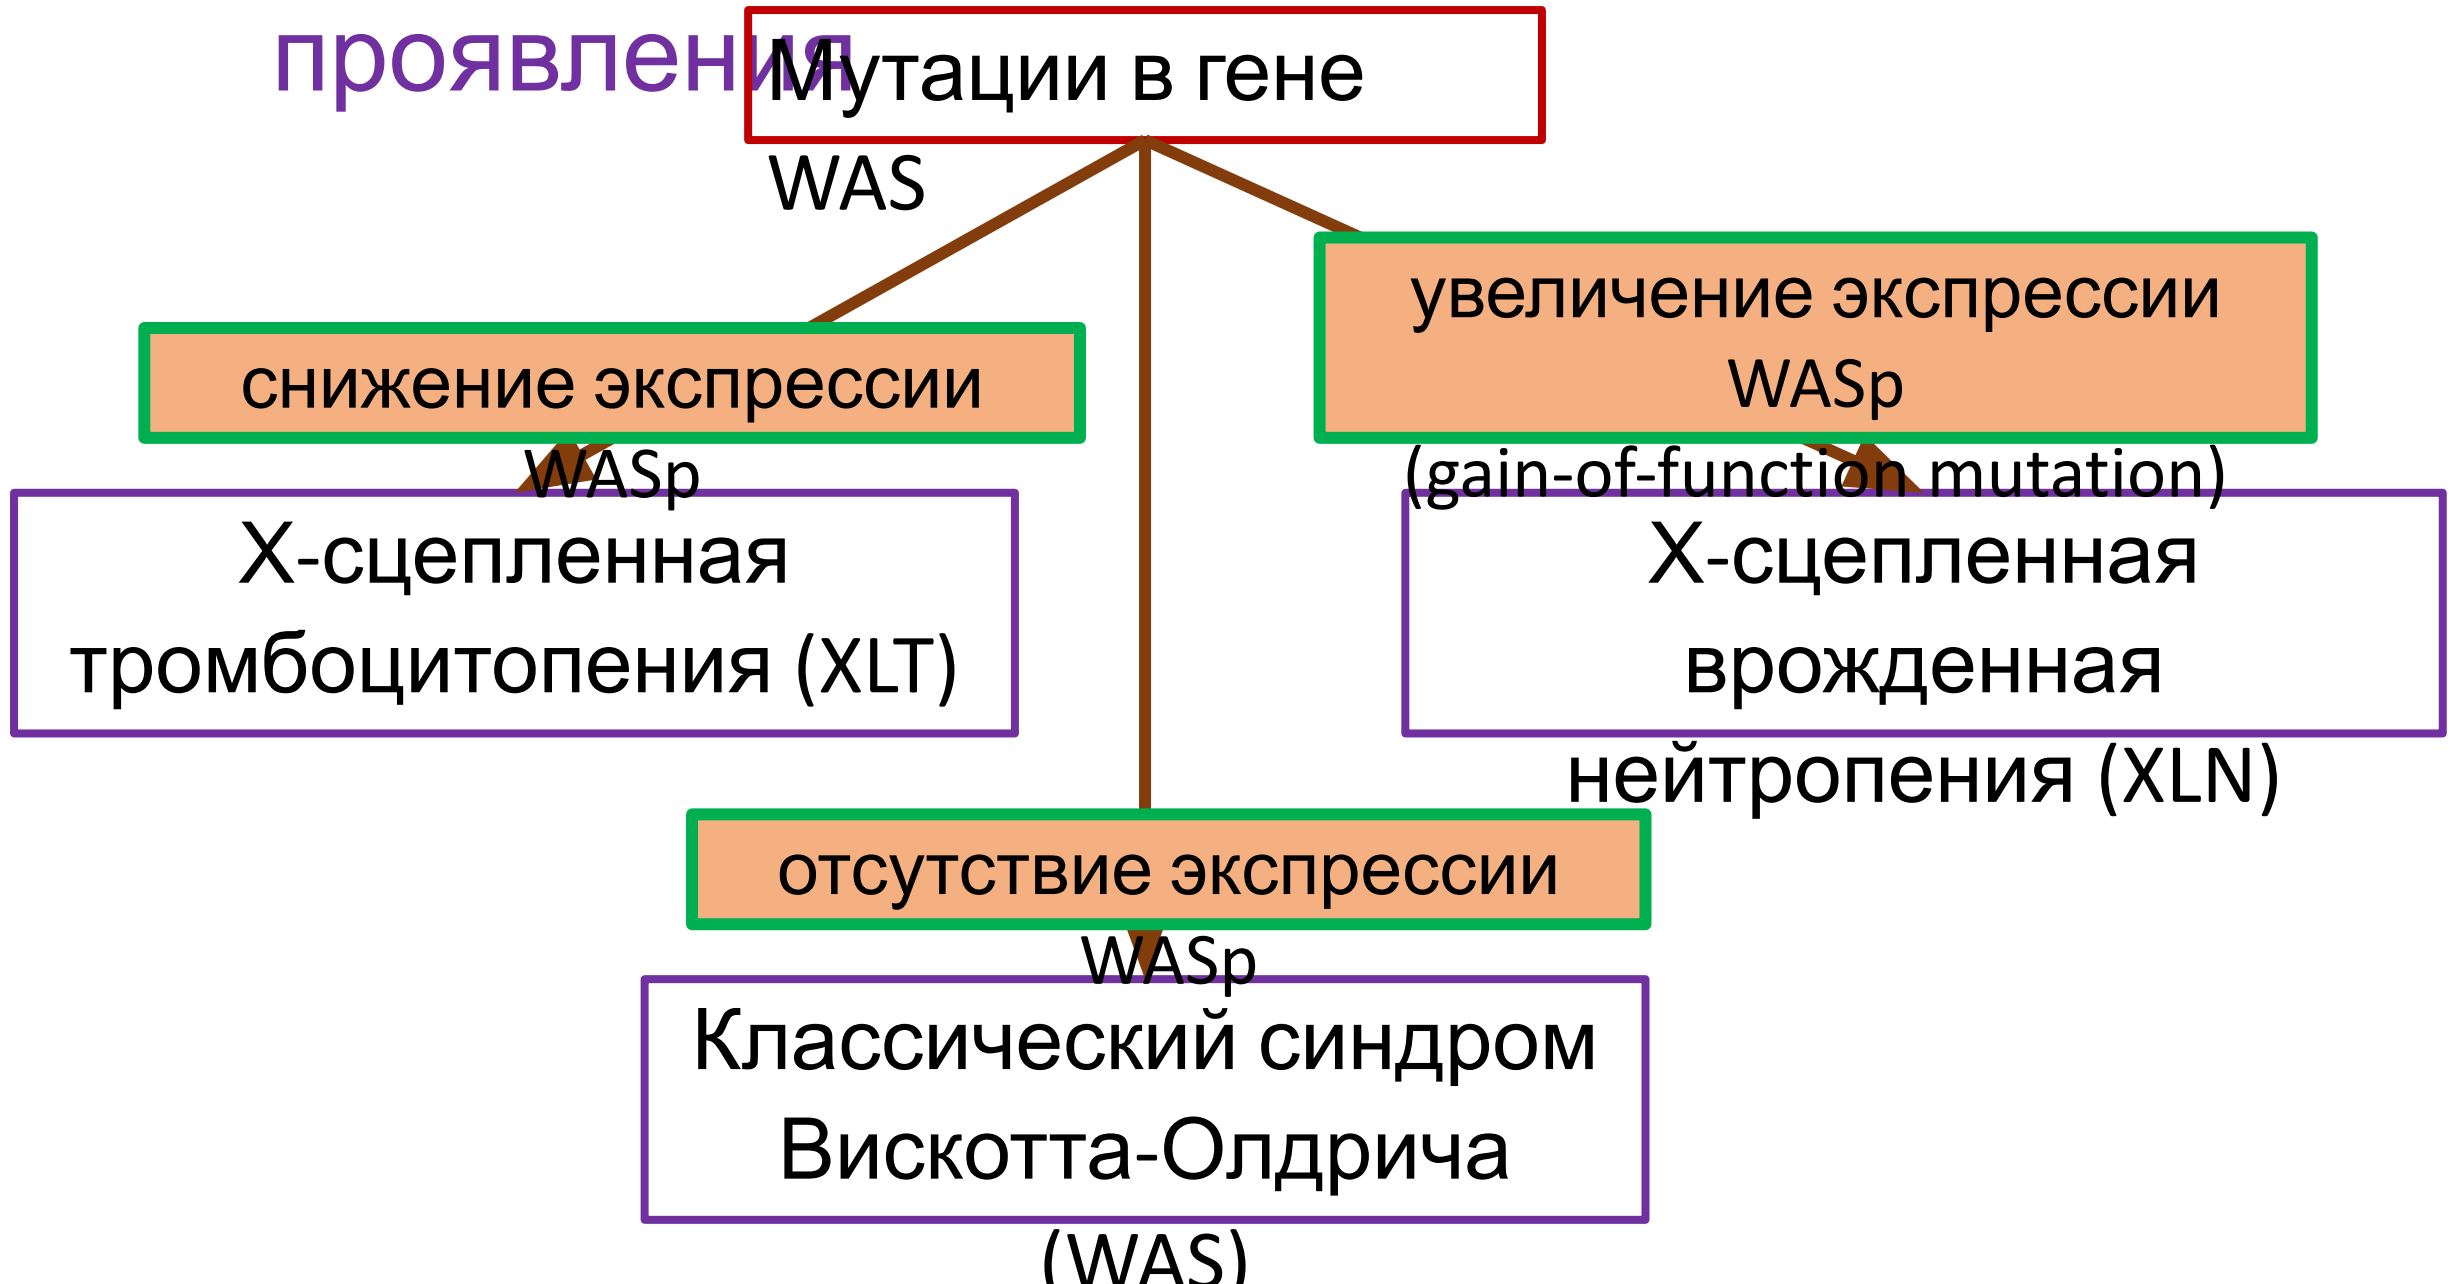 проявления
Мутации в гене
WAS
снижение экспрессии
WASp
увеличение экспрессии
WASp
(gain-of-function mutation)
Х-сцепленная
тромбоцитопения (XLT)
Х-сцепленная
врожденная
нейтропения (XLN)
отсутствие экспрессии
WASp
Классический синдром
Вискотта-Олдрича
(WAS)